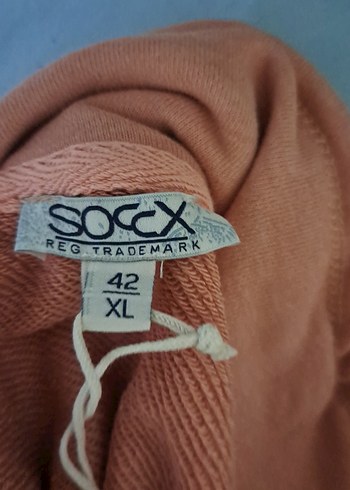 SOCCX
REG. TRADEMARK
42
XL